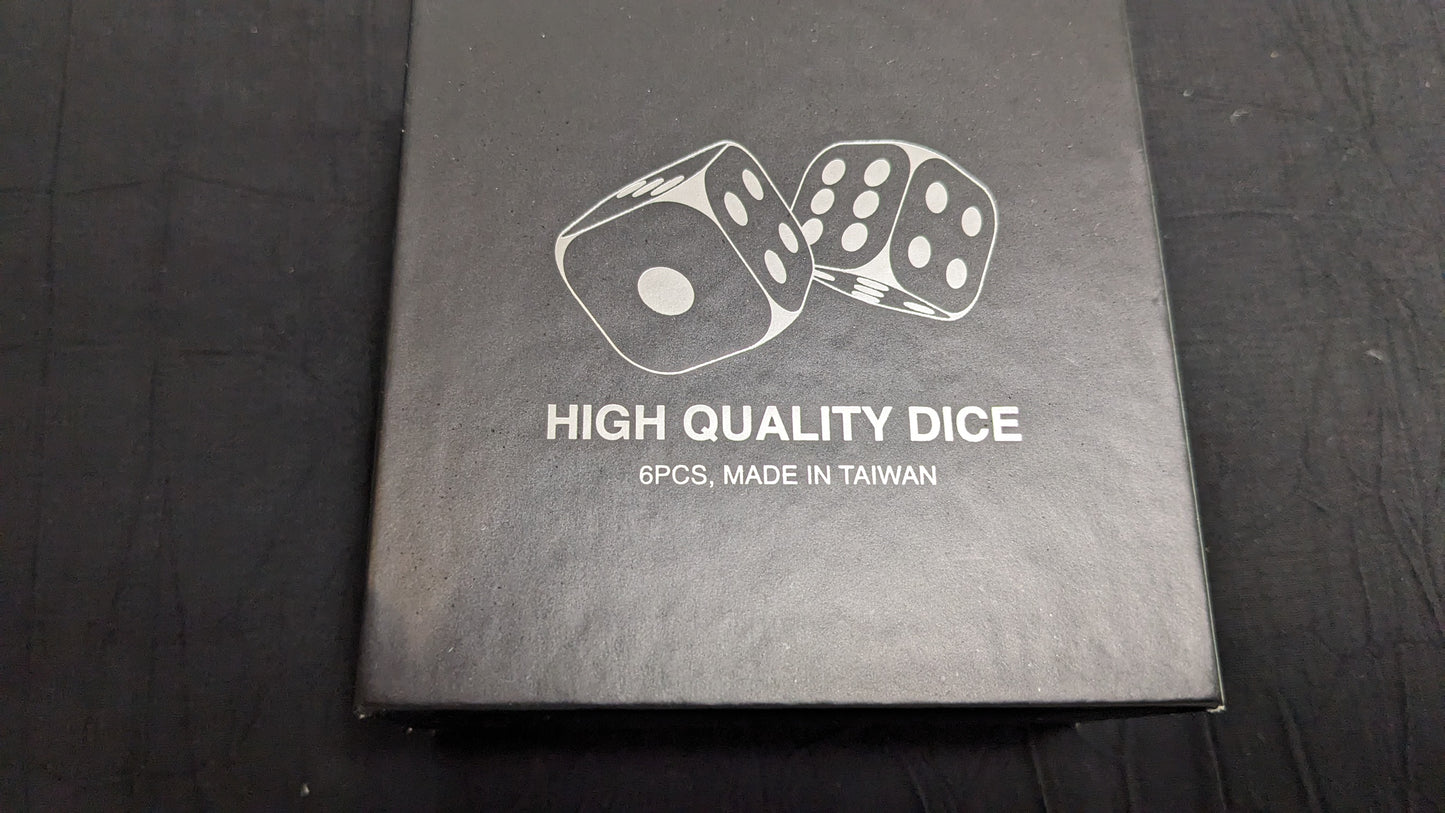 HIGH QUALITY DICE
6PCS, MADE IN TAIWAN